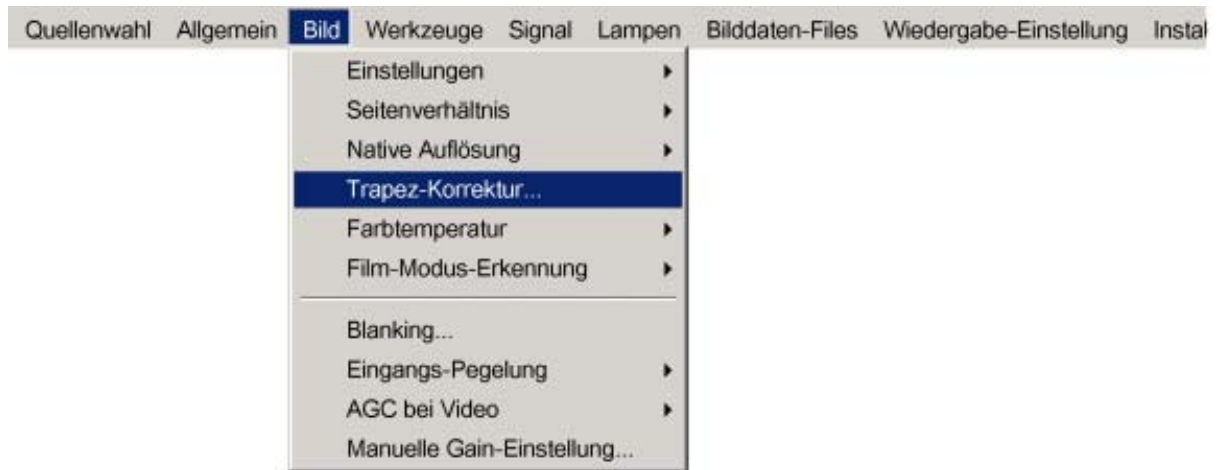 Quellenwahl Allgemein Bild Werkzeuge Signal Lampen Bilddaten-Files Wiedergabe-Einstellung Instal
Einstellungen
Seitenverhältnis
Native Auflösung
Trapez-Korrektur...
Farbtemperatur
Film-Modus-Erkennung
Blanking...
Eingangs-Pegelung
AGC bei Video
Manuelle Gain-Einstellung...